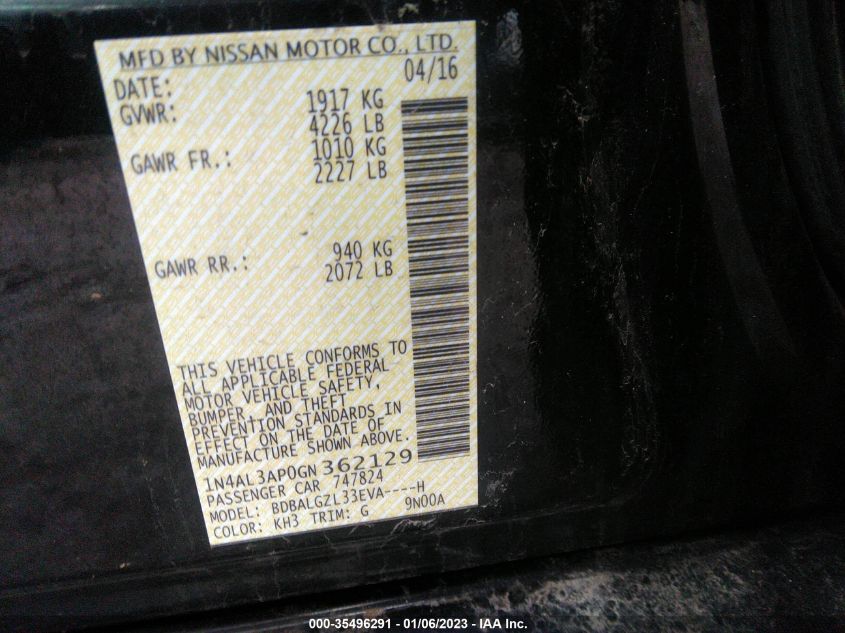 MFD BY NISSAN MOTOR CO., LTD.
DATE: 04/16
GVWR: 1917 KG
4226 LB
GAWR FR.: 1010 KG
2227 LB
GAWR RR.: 940 KG
2072 LB
THIS VEHICLE CONFORMS TO
ALL APPLICABLE FEDERAL
MOTOR VEHICLE SAFETY,
BUMPER, AND THEFT
PREVENTION STANDARDS IN
EFFECT ON THE DATE OF
MANUFACTURE SHOWN ABOVE.
1N4AL3AP0GN362129
PASSENGER CAR 747824
MODEL: BDBALGZL33EVA----H
COLOR: KH3 TRIM: G 9N00A
000-35496291 - 01/06/2023 - IAA Inc.